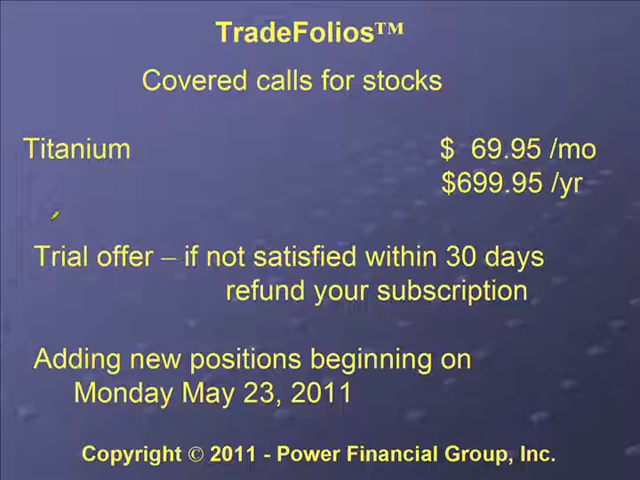 TradeFolios™
Covered calls for stocks
Titanium $ 69.95 /mo
$699.95 /yr
Trial offer – if not satisfied within 30 days
refund your subscription
Adding new positions beginning on
Monday May 23, 2011
Copyright © 2011 - Power Financial Group, Inc.